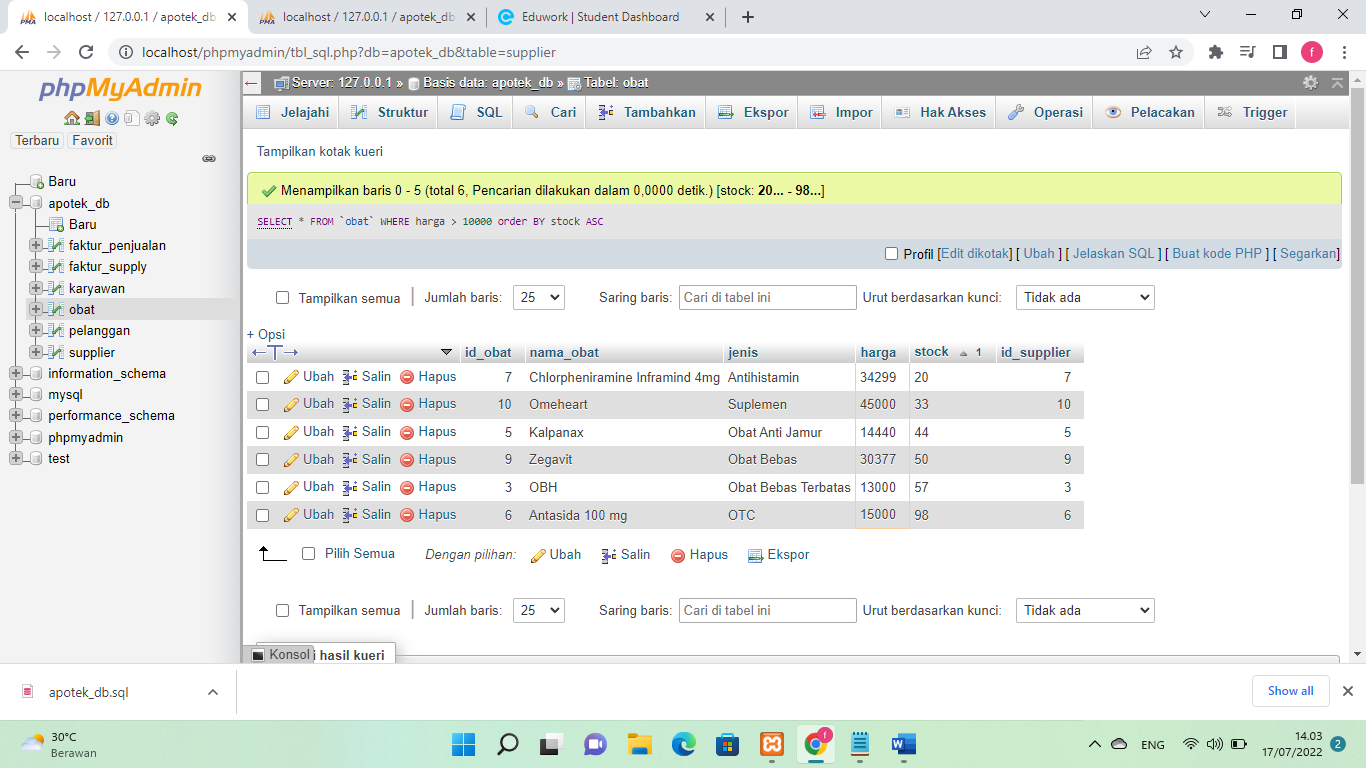 localhost / 127.0.0.1 / apotek_db
localhost / 127.0.0.1 / apotek_db
Eduwork | Student Dashboard
localhost/phpmyadmin/tbl_sql.php?db=apotek_db&table=supplier
f
phpMyAdmin
Terbaru Favorit
Baru
apotek_db
Baru
faktur_penjualan
faktur_supply
karyawan
obat
pelanggan
supplier
information_schema
mysql
performance_schema
phpmyadmin
test
Server: 127.0.0.1 » Basis data: apotek_db » Tabel: obat
Jelajahi Struktur SQL Cari Tambahkan Ekspor Impor Hak Akses Operasi Pelacakan Trigger
Tampilkan kotak kueri
Menampilkan baris 0 - 5 (total 6, Pencarian dilakukan dalam 0,0000 detik.) [stock: 20... - 98...]
SELECT * FROM `obat` WHERE harga > 10000 order BY stock ASC
Profil [Edit dikotak] [ Ubah ] [ Jelaskan SQL ] [ Buat kode PHP ] [ Segarkan]
Tampilkan semua | Jumlah baris: 25 Saring baris: Cari di tabel ini Urut berdasarkan kunci: Tidak ada
+ Opsi
←T→ id_obat nama_obat jenis harga stock 1 id_supplier
Ubah Salin Hapus 7 Chlorpheniramine Inframind 4mg Antihistamin 34299 20 7
Ubah Salin Hapus 10 Omeheart Suplemen 45000 33 10
Ubah Salin Hapus 5 Kalpanax Obat Anti Jamur 14440 44 5
Ubah Salin Hapus 9 Zegavit Obat Bebas 30377 50 9
Ubah Salin Hapus 3 OBH Obat Bebas Terbatas 13000 57 3
Ubah Salin Hapus 6 Antasida 100 mg OTC 15000 98 6
Pilih Semua Dengan pilihan: Ubah Salin Hapus Ekspor
Tampilkan semua | Jumlah baris: 25 Saring baris: Cari di tabel ini Urut berdasarkan kunci: Tidak ada
Konsol i hasil kueri
apotek_db.sql
Show all
30°C
Berawan
ENG
14.03
17/07/2022
2